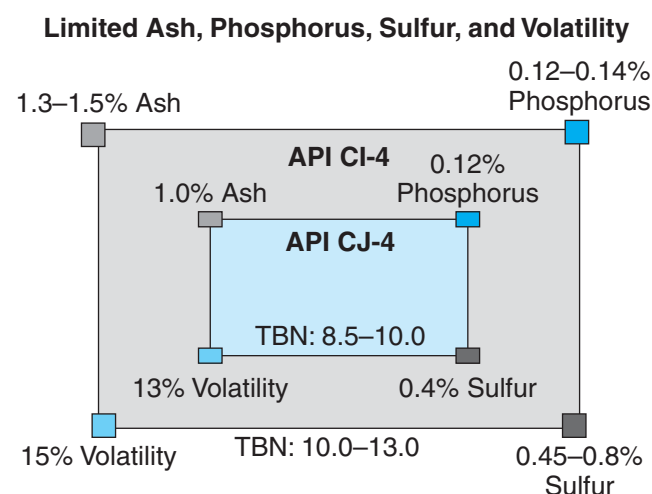 Limited Ash, Phosphorus, Sulfur, and Volatility
0.12–0.14%
Phosphorus
1.3–1.5% Ash
API CI-4
0.12%
Phosphorus
1.0% Ash
API CJ-4
TBN: 8.5–10.0
13% Volatility
0.4% Sulfur
TBN: 10.0–13.0
15% Volatility
0.45–0.8%
Sulfur